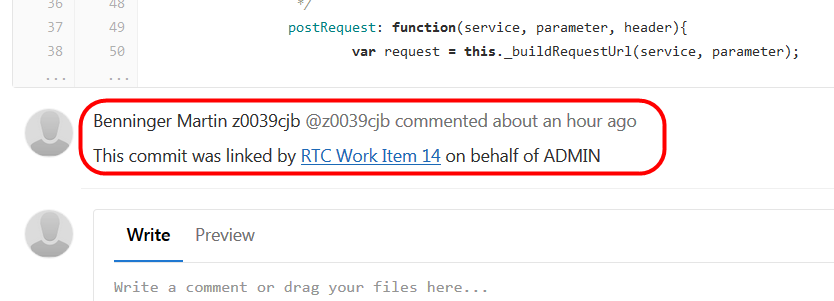 36 48 */
37 49 postRequest: function(service, parameter, header){
38 50 var request = this._buildRequestUrl(service, parameter);
... ...
Benninger Martin z0039cjb @z0039cjb commented about an hour ago
This commit was linked by RTC Work Item 14 on behalf of ADMIN
Write Preview
Write a comment or drag your files here...